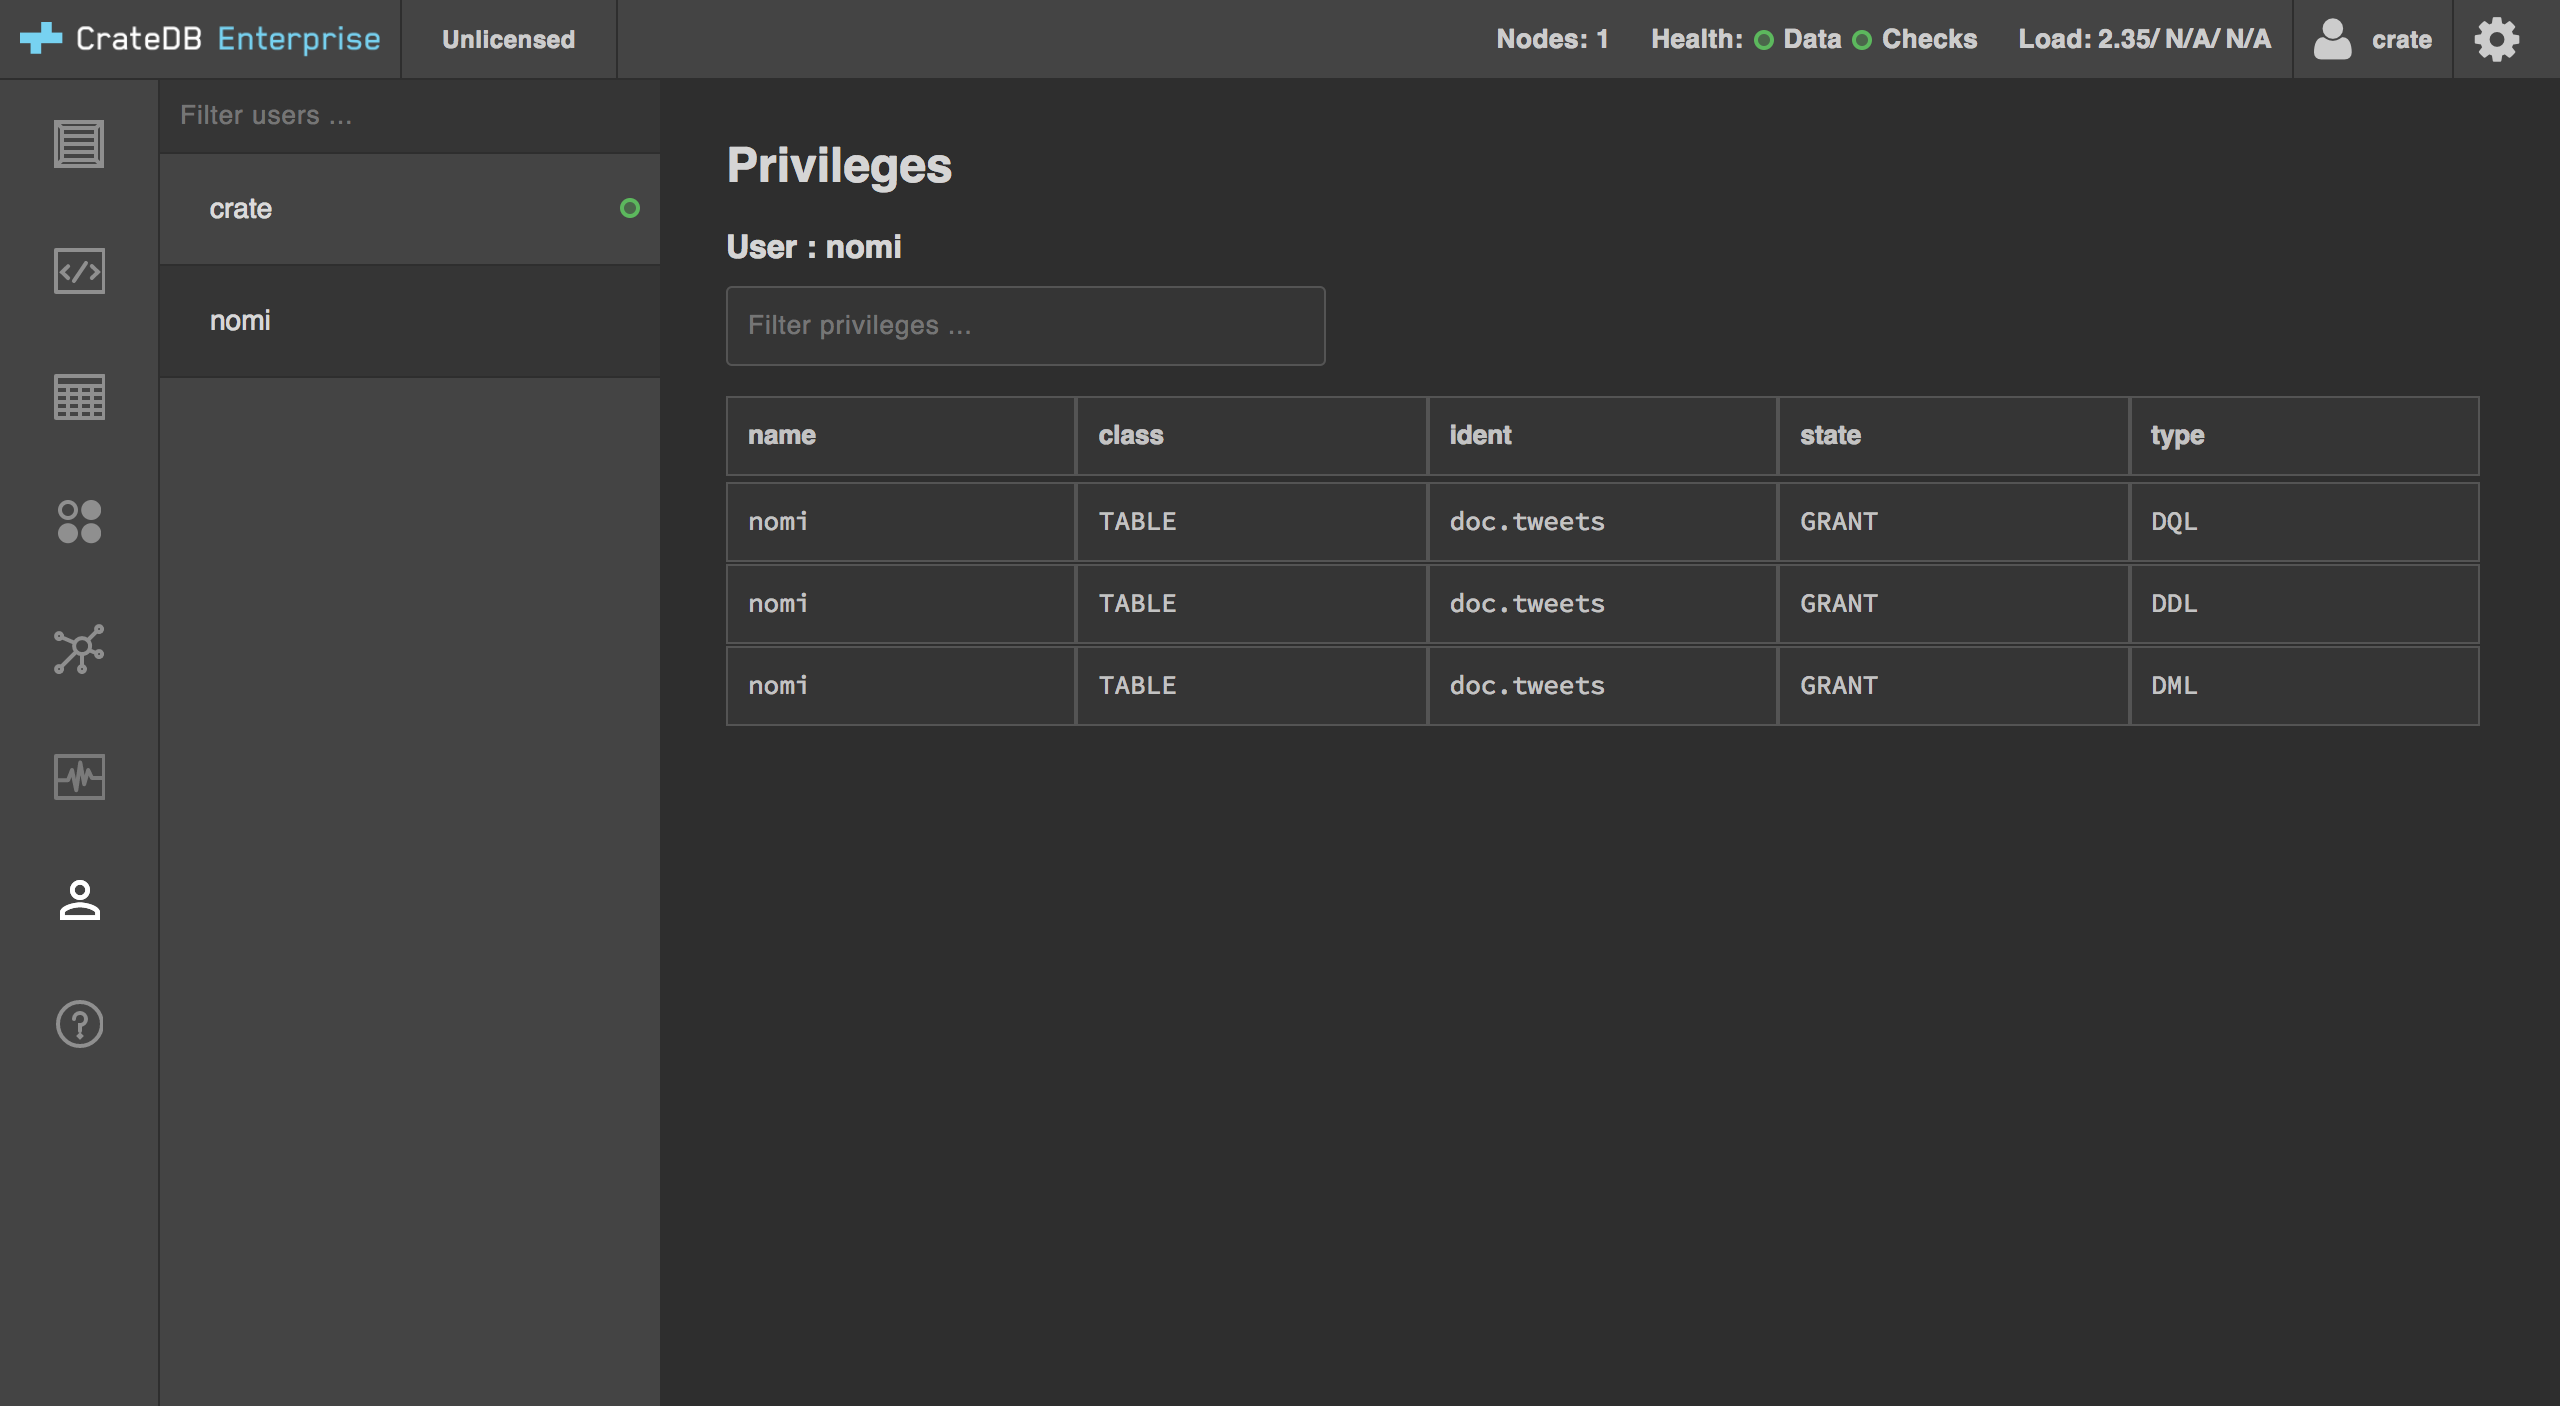 CrateDB Enterprise
Unlicensed
Nodes: 1 Health: Data Checks Load: 2.35/ N/A/ N/A
crate
Filter users ...
crate
nomi
Privileges
User : nomi
Filter privileges ...
name class ident state type
nomi TABLE doc.tweets GRANT DQL
nomi TABLE doc.tweets GRANT DDL
nomi TABLE doc.tweets GRANT DML